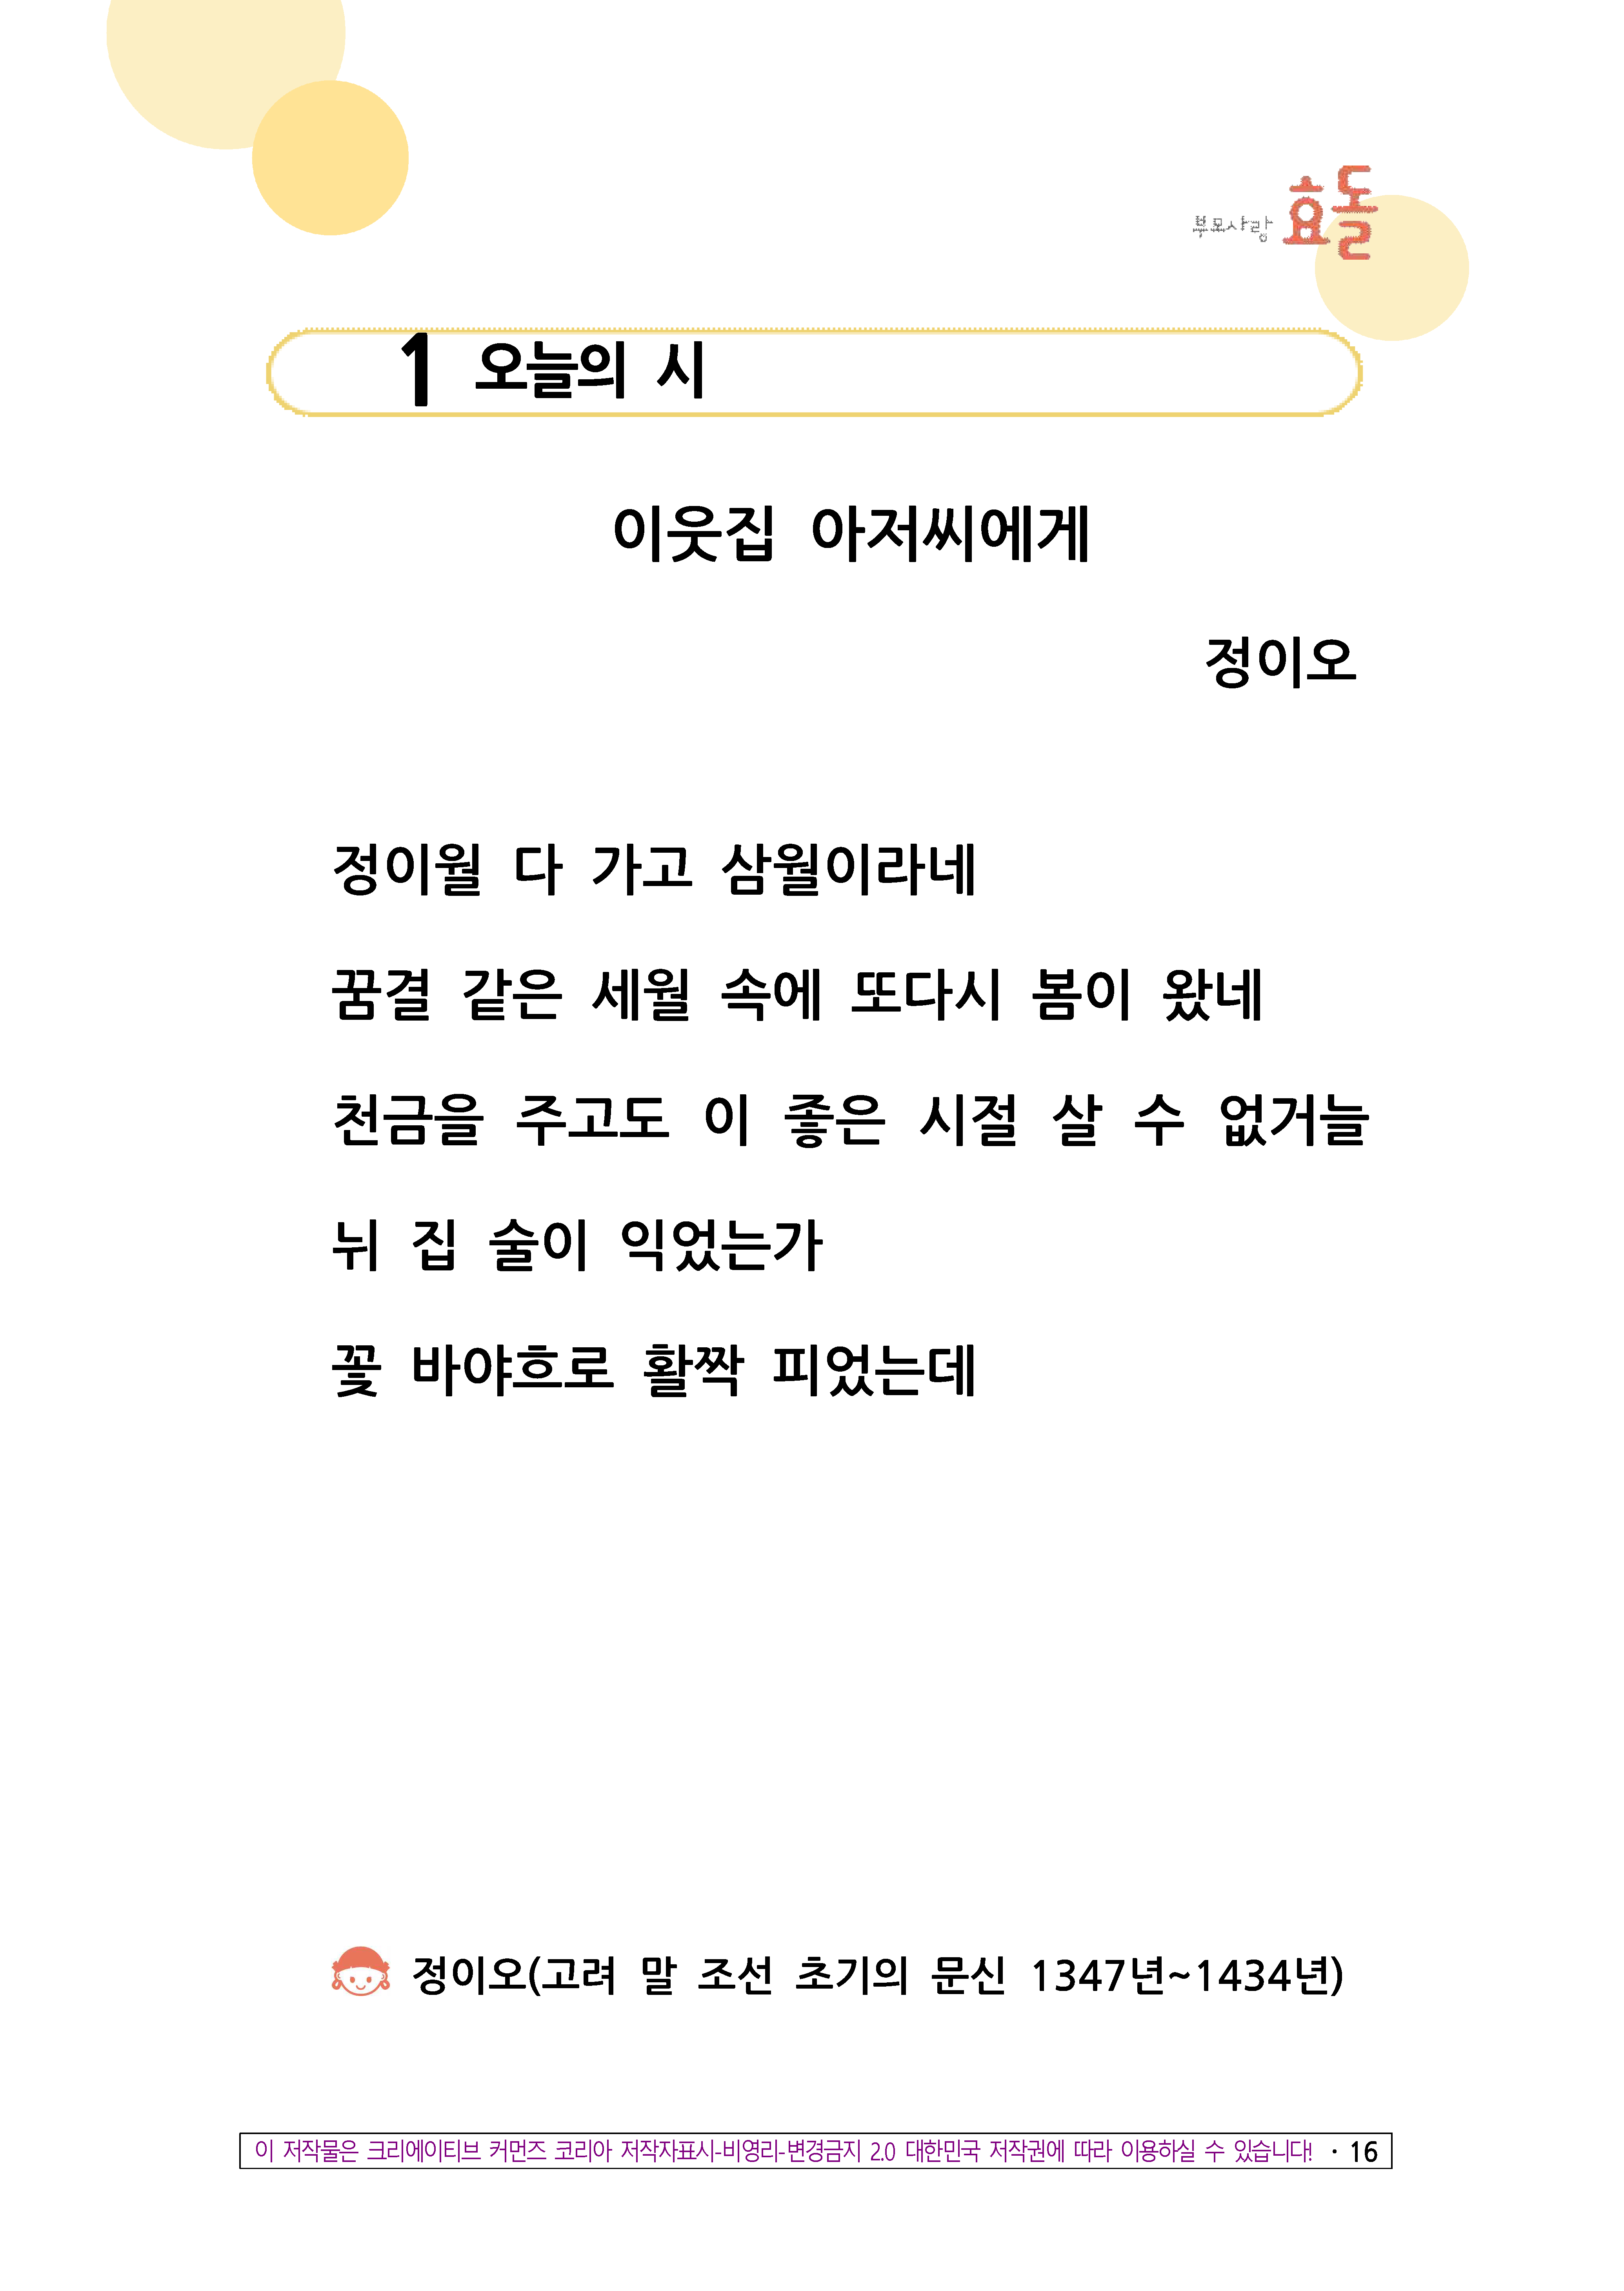 부모사랑 효돌
1 오늘의 시
이웃집 아저씨에게
정이오
정이월 다 가고 삼월이라네
꿈결 같은 세월 속에 또다시 봄이 왔네
천금을 주고도 이 좋은 시절 살 수 없거늘
뉘 집 술이 익었는가
꽃 바야흐로 활짝 피었는데
정이오(고려 말 조선 초기의 문신 1347년~1434년)
이 저작물은 크리에이티브 커먼즈 코리아 저작자표시-비영리-변경금지 2.0 대한민국 저작권에 따라 이용하실 수 있습니다! · 16